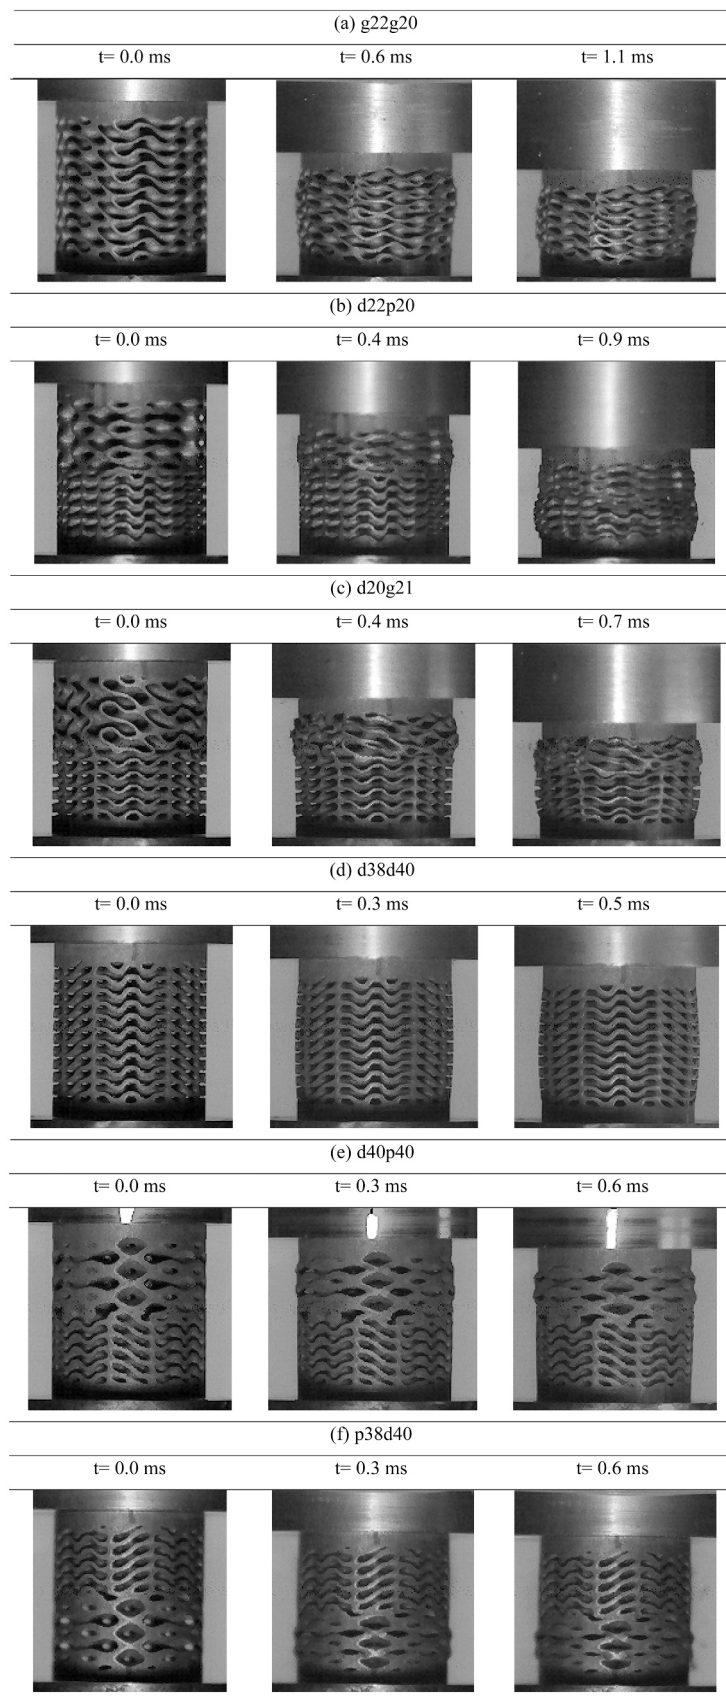 (a) g22g20
t= 0.0 ms t= 0.6 ms t= 1.1 ms
(b) d22p20
t= 0.0 ms t= 0.4 ms t= 0.9 ms
(c) d20g21
t= 0.0 ms t= 0.4 ms t= 0.7 ms
(d) d38d40
t= 0.0 ms t= 0.3 ms t= 0.5 ms
(e) d40p40
t= 0.0 ms t= 0.3 ms t= 0.6 ms
(f) p38d40
t= 0.0 ms t= 0.3 ms t= 0.6 ms